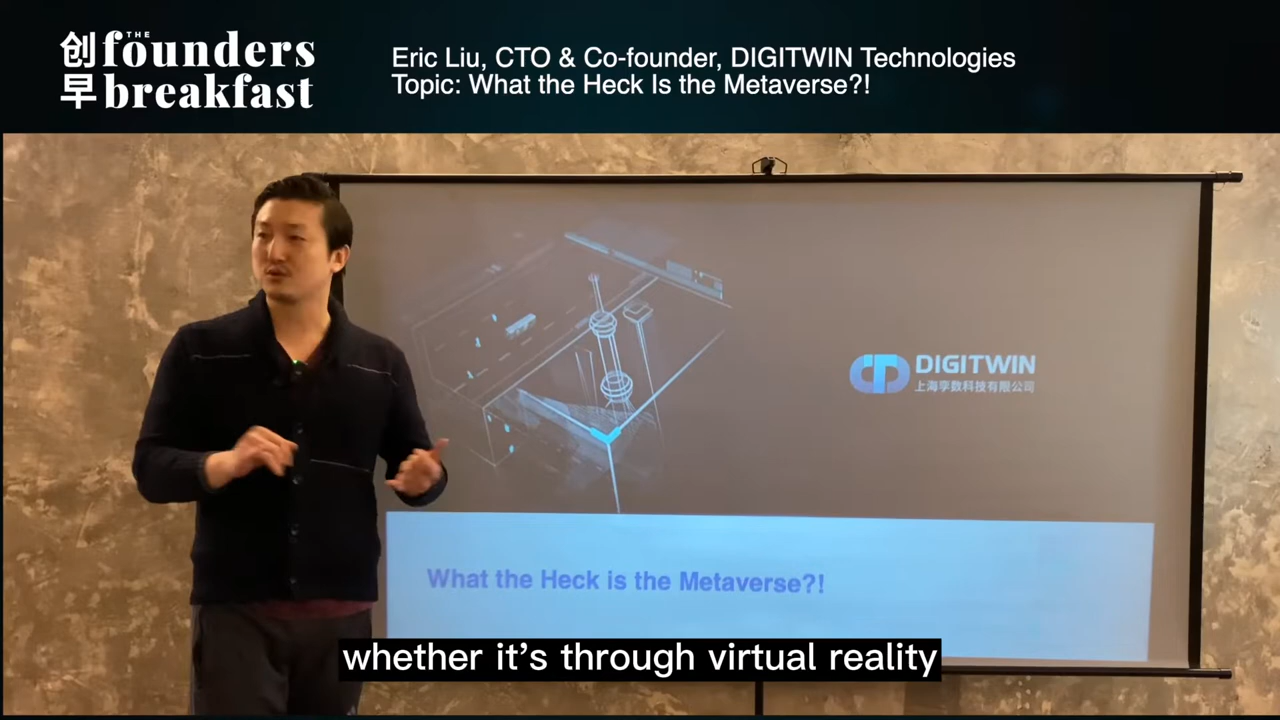 创 THE founders
早 breakfast
Eric Liu, CTO & Co-founder, DIGITWIN Technologies
Topic: What the Heck Is the Metaverse?!
DIGITWIN
上海孪数科技有限公司
What the Heck is the Metaverse?!
whether it's through virtual reality